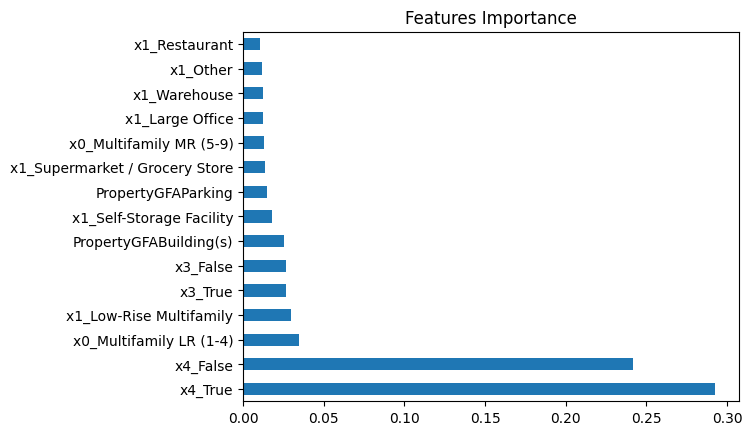 Features Importance
x1_Restaurant
x1_Other
x1_Warehouse
x1_Large Office
x0_Multifamily MR (5-9)
x1_Supermarket / Grocery Store
PropertyGFAParking
x1_Self-Storage Facility
PropertyGFABuilding(s)
x3_False
x3_True
x1_Low-Rise Multifamily
x0_Multifamily LR (1-4)
x4_False
x4_True
0.00 0.05 0.10 0.15 0.20 0.25 0.30